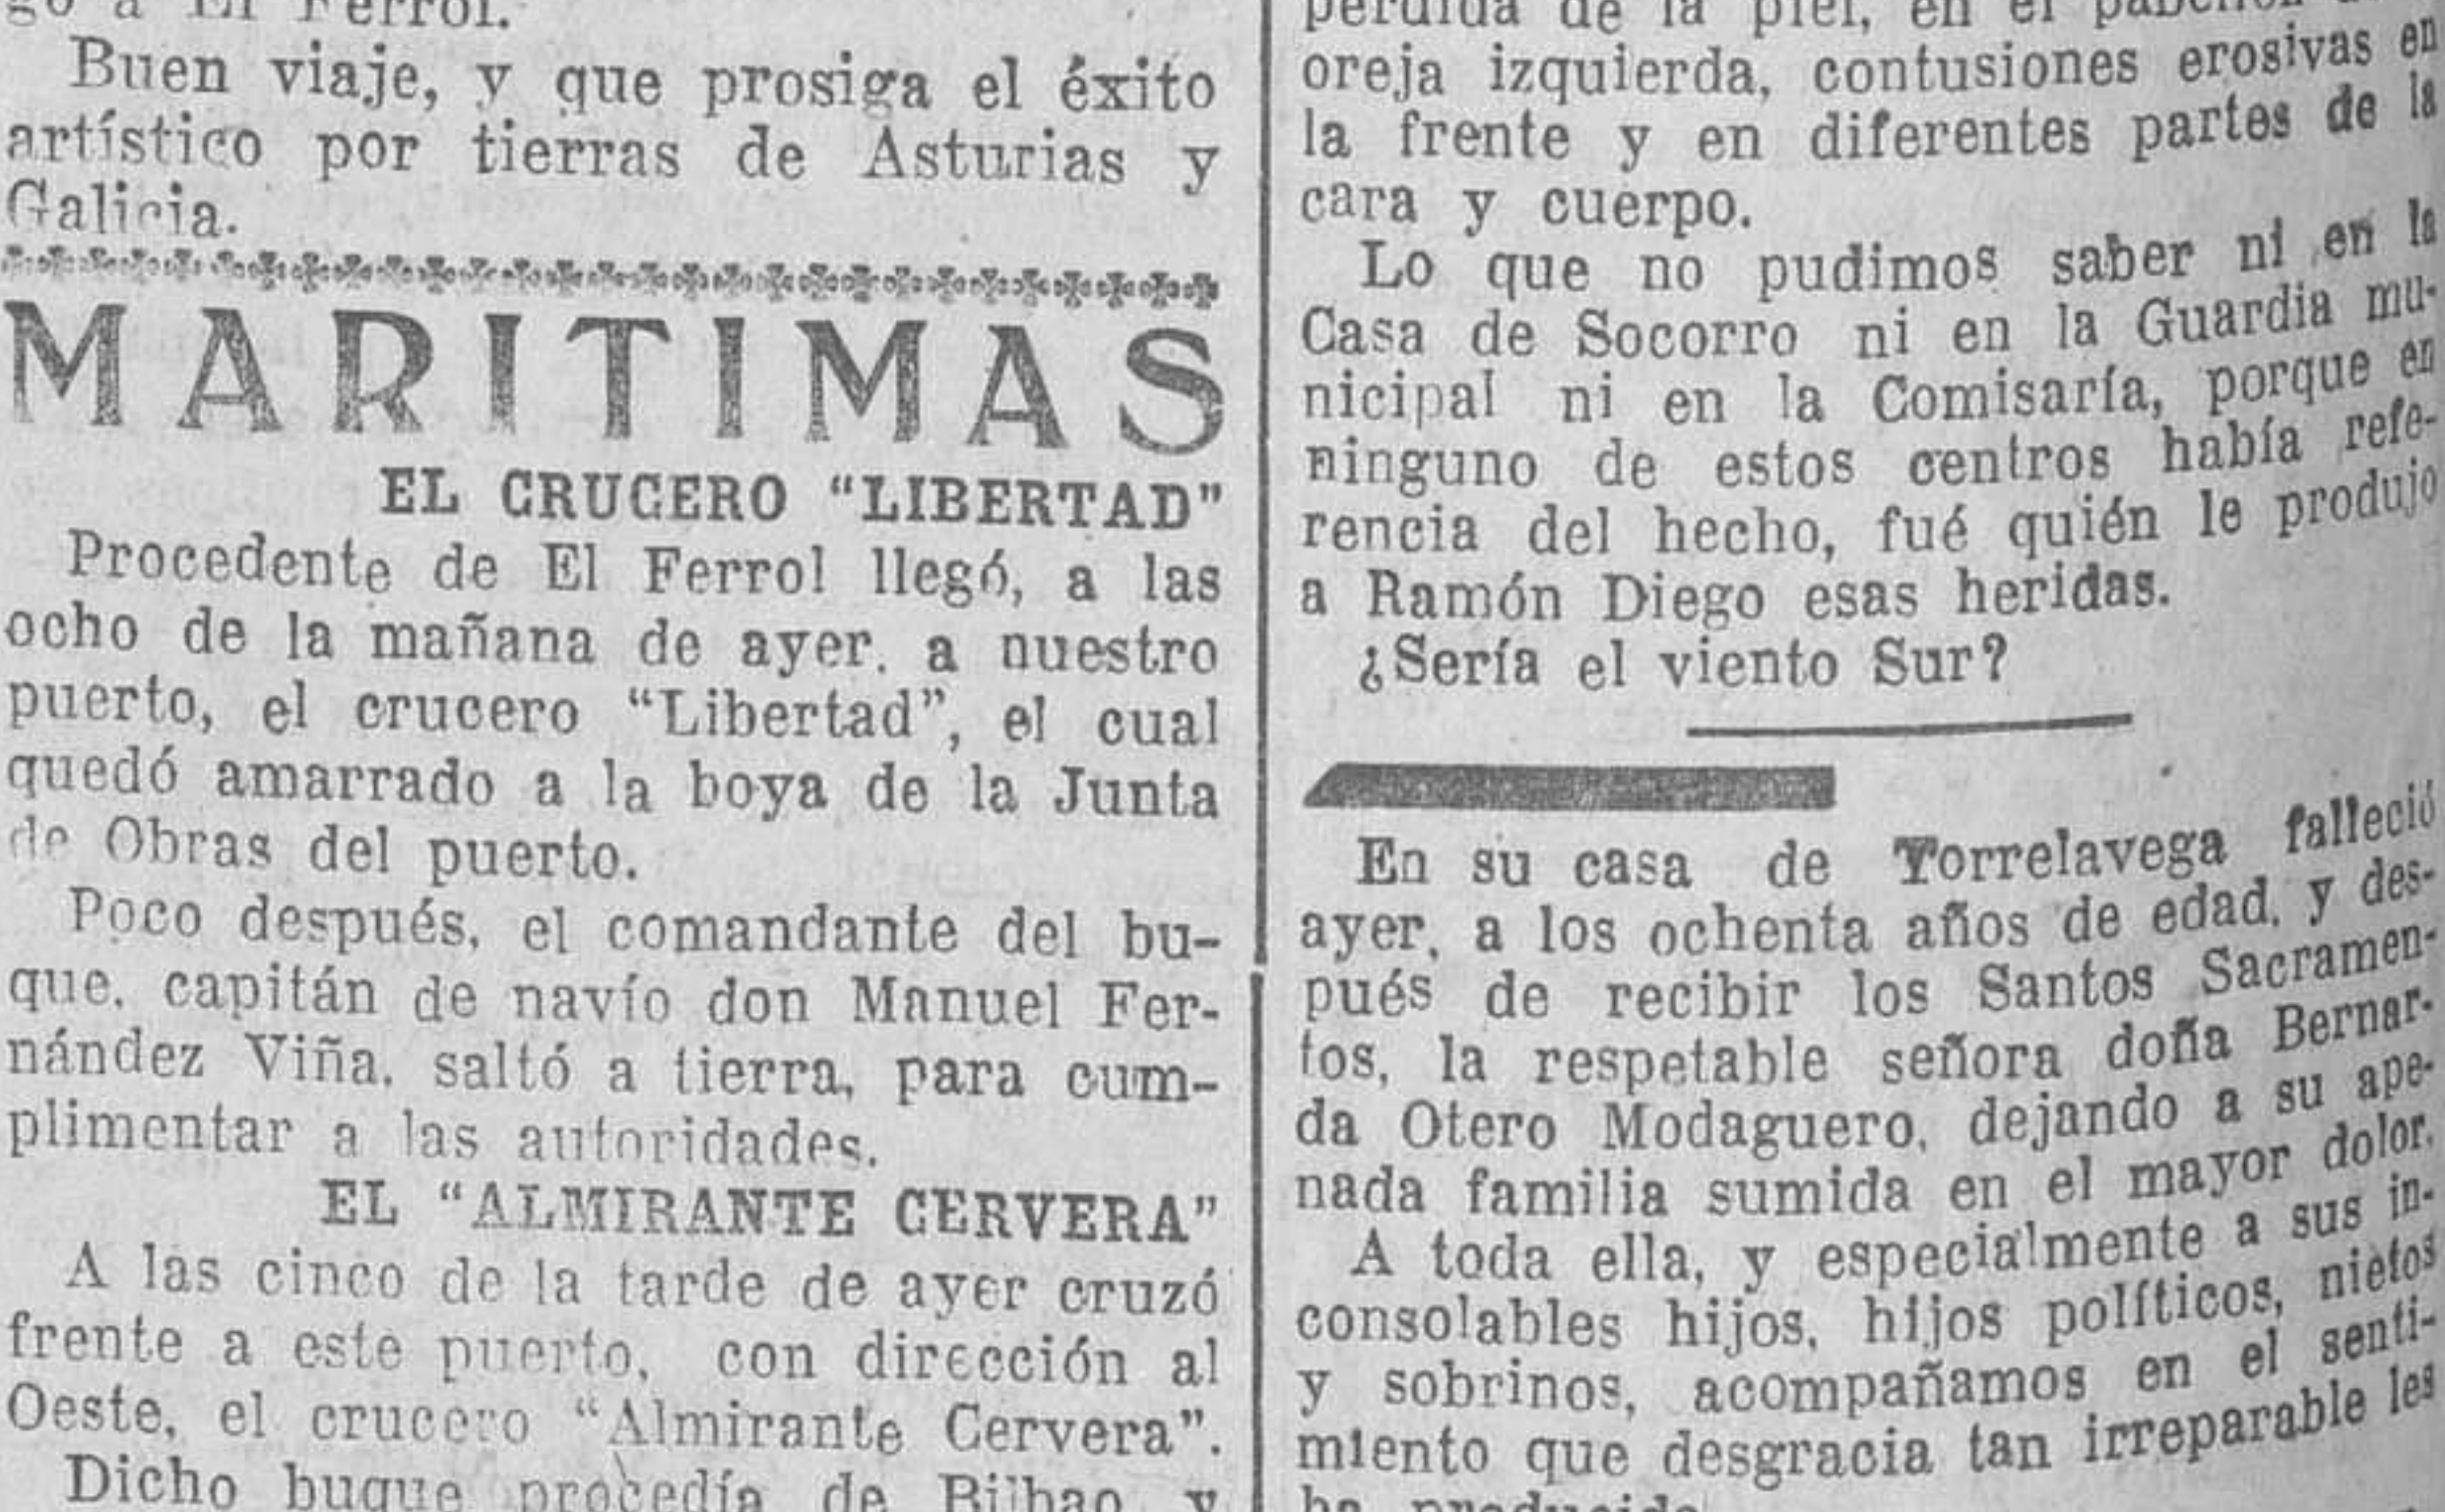 go a El Ferrol.
Buen viaje, y que prosiga el éxito
artístico por tierras de Asturias y
Galicia.
MARITIMAS
EL CRUCERO “LIBERTAD”
Procedente de El Ferrol llegó, a las
ocho de la mañana de ayer, a nuestro
puerto, el crucero “Libertad”, el cual
quedó amarrado a la boya de la Junta
de Obras del puerto.
Poco después, el comandante del bu-
que, capitán de navío don Manuel Fer-
nández Viña, saltó a tierra, para cum-
plimentar a las autoridades.
EL “ALMIRANTE CERVERA”
A las cinco de la tarde de ayer cruzó
frente a este puerto, con dirección al
Oeste, el crucero “Almirante Cervera”.
Dicho buque procedía de Bilbao y
perdida de la piel, en el
oreja izquierda, contusiones erosivas en
la frente y en diferentes partes de la
cara y cuerpo.
Lo que no pudimos saber ni en la
Casa de Socorro ni en la Guardia mu-
nicipal ni en la Comisaría, porque en
ninguno de estos centros había refe-
rencia del hecho, fué quién le produjo
a Ramón Diego esas heridas.
¿Sería el viento Sur?
En su casa de Torrelavega falleció
ayer, a los ochenta años de edad, y des-
pués de recibir los Santos Sacramen-
tos, la respetable señora doña Bernar-
da Otero Modaguero, dejando a su ape-
nada familia sumida en el mayor dolor.
A toda ella, y especialmente a sus in-
consolables hijos, hijos políticos, nietos
y sobrinos, acompañamos en el senti-
miento que desgracia tan irreparable les
ha producido.